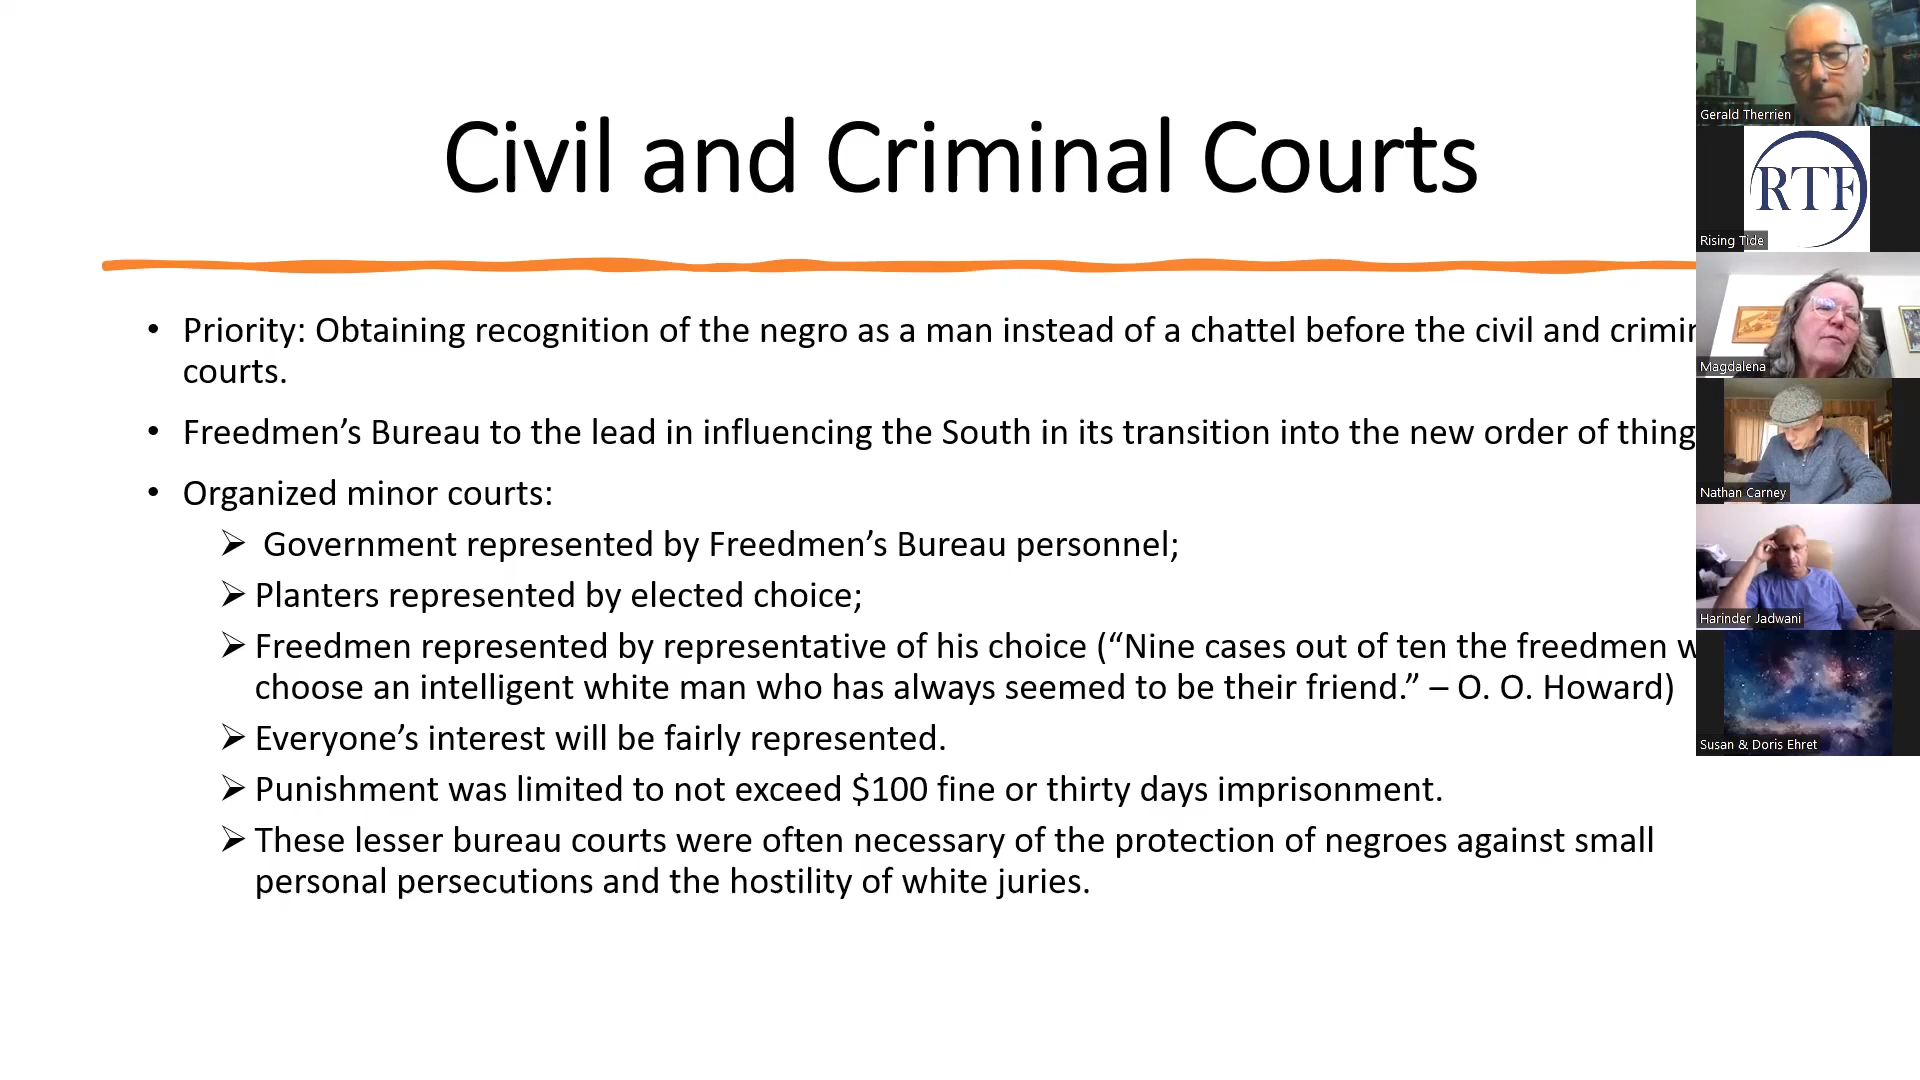 Civil and Criminal Courts
• Priority: Obtaining recognition of the negro as a man instead of a chattel before the civil and crimin
courts.
• Freedmen’s Bureau to the lead in influencing the South in its transition into the new order of thing
• Organized minor courts:
➢ Government represented by Freedmen’s Bureau personnel;
➢ Planters represented by elected choice;
➢ Freedmen represented by representative of his choice (“Nine cases out of ten the freedmen w
choose an intelligent white man who has always seemed to be their friend.” – O. O. Howard)
➢ Everyone’s interest will be fairly represented.
➢ Punishment was limited to not exceed $100 fine or thirty days imprisonment.
➢ These lesser bureau courts were often necessary of the protection of negroes against small
personal persecutions and the hostility of white juries.
Gerald Therrien
RTF
Rising Tide
Magdalena
Nathan Carney
Harinder Jadwani
Susan & Doris Ehret